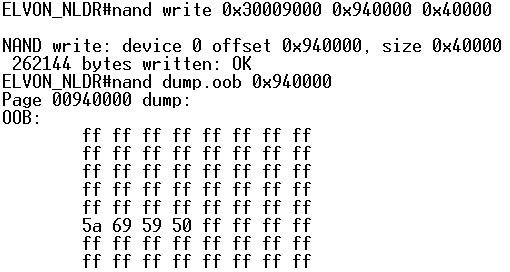 ELVON_NLDR#nand write 0x30009000 0x940000 0x40000
NAND write: device 0 offset 0x940000, size 0x40000
262144 bytes written: OK
ELVON_NLDR#nand dump.oob 0x940000
Page 00940000 dump:
OOB:
ff ff ff ff ff ff ff ff
ff ff ff ff ff ff ff ff
ff ff ff ff ff ff ff ff
ff ff ff ff ff ff ff ff
ff ff ff ff ff ff ff ff
5a 69 59 50 ff ff ff ff
ff ff ff ff ff ff ff ff
ff ff ff ff ff ff ff ff